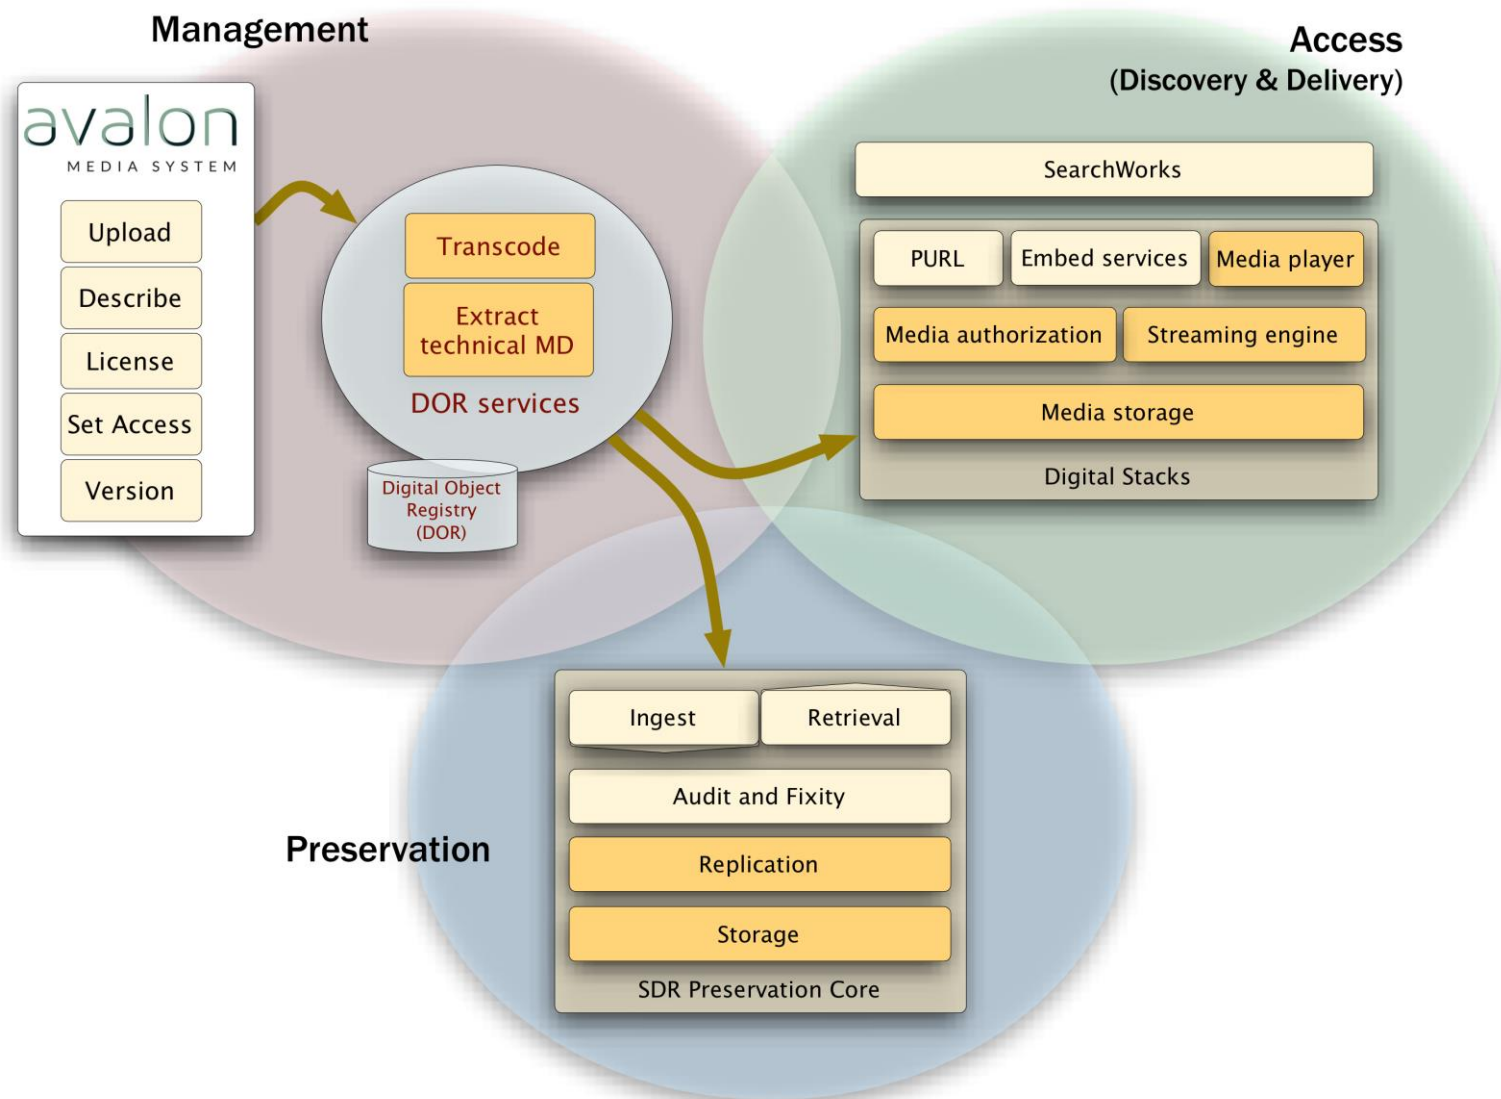 Management
avalon
MEDIA SYSTEM
Upload
Describe
License
Set Access
Version
Transcode
Extract
technical MD
DOR services
Digital Object
Registry
(DOR)
Access
(Discovery & Delivery)
SearchWorks
PURL
Embed services
Media player
Media authorization
Streaming engine
Media storage
Digital Stacks
Preservation
Ingest
Retrieval
Audit and Fixity
Replication
Storage
SDR Preservation Core